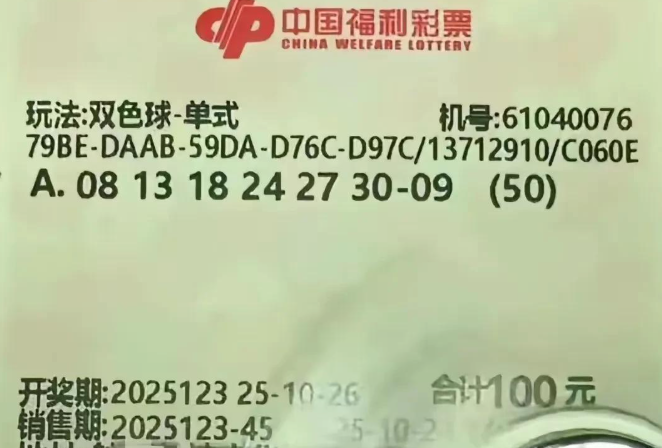 中国福利彩票
CHINA WELFARE LOTTERY
玩法:双色球-单式 机号:61040076
79BE-DAAB-59DA-D76C-D97C/13712910/C060E
A. 08 13 18 24 27 30-09 (50)
开奖期:2025123 25-10-26 合计100元
销售期:2025123-45 25-10-2